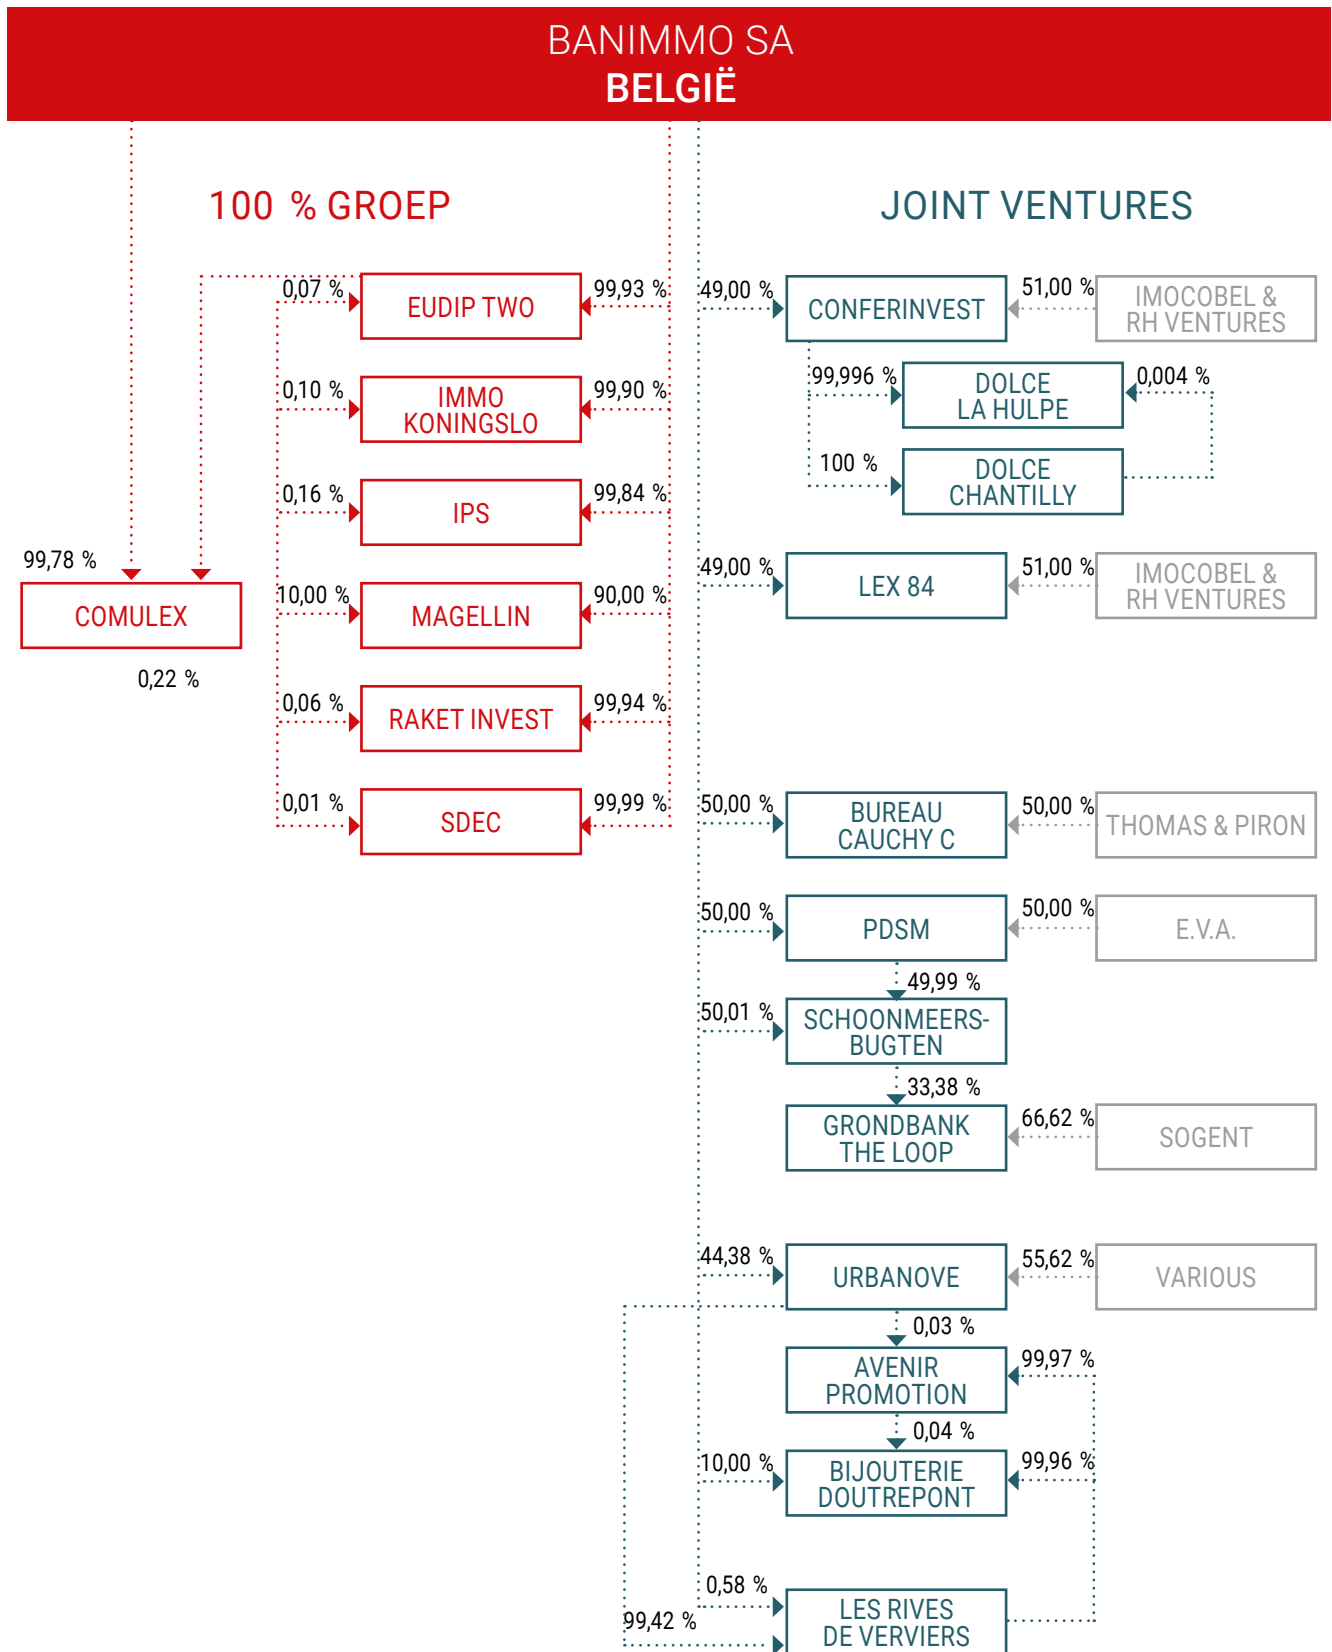 BANIMMO SA
BELGIË
100 % GROEP
JOINT VENTURES
0,07 %
EUDIP TWO
99,93 %
0,10 %
IMMO
KONINGSLO
99,90 %
0,16 %
IPS
99,84 %
99,78 %
COMULEX
0,22 %
10,00 %
MAGELLIN
90,00 %
0,06 %
RAKET INVEST
99,94 %
0,01 %
SDEC
99,99 %
49,00 %
CONFERINVEST
51,00 %
IMOCOBEL &
RH VENTURES
99,996 %
DOLCE
LA HULPE
0,004 %
100 %
DOLCE
CHANTILLY
49,00 %
LEX 84
51,00 %
IMOCOBEL &
RH VENTURES
50,00 %
BUREAU
CAUCHY C
50,00 %
THOMAS & PIRON
50,00 %
PDSM
50,00 %
E.V.A.
49,99 %
50,01 %
SCHOONMEERS-
BUGTEN
33,38 %
GRONDBANK
THE LOOP
66,62 %
SOGENT
44,38 %
URBANOVE
55,62 %
VARIOUS
0,03 %
AVENIR
PROMOTION
99,97 %
0,04 %
10,00 %
BIJOUTERIE
DOUTREPONT
99,96 %
0,58 %
99,42 %
LES RIVES
DE VERVIERS